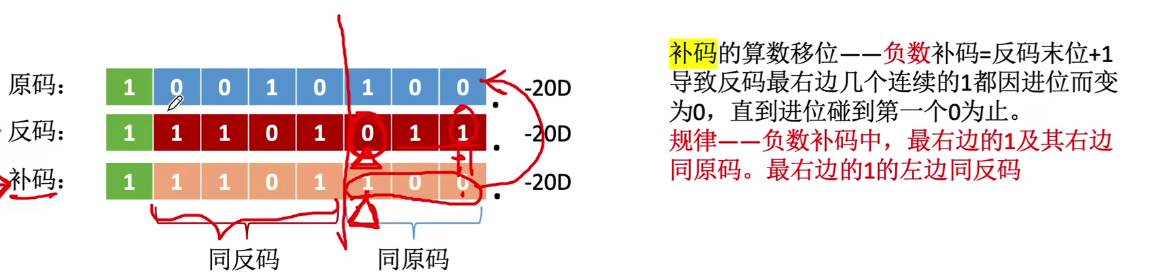 原码： 1 0 0 1 0 1 0 0 . -20D
反码： 1 1 1 0 1 0 1 1 . -20D
补码： 1 1 1 0 1 1 0 0 . -20D
同反码 同原码
补码的算数移位——负数补码=反码末位+1
导致反码最右边几个连续的1都因进位而变
为0，直到进位碰到第一个0为止。
规律——负数补码中，最右边的1及其右边
同原码。最右边的1的左边同反码